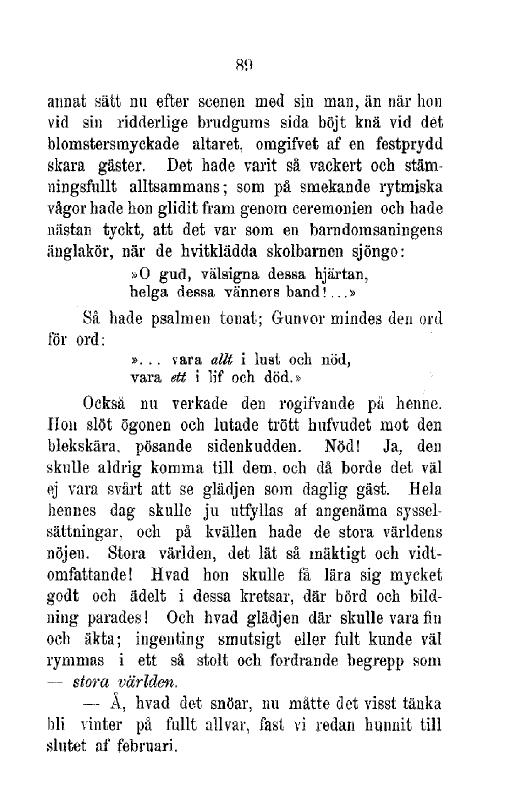 89
annat sätt nu efter scenen med sin man, än när hon
vid sin ridderlige brudgums sida böjt knä vid det
blomstersmyckade altaret, omgifvet af en festprydd
skara gäster. Det hade varit så vackert och stäm-
ningsfullt alltsammans; som på smekande rytmiska
vågor hade hon glidit fram genom ceremonien och hade
nästan tyckt, att det var som en barndomsaningens
änglakör, när de hvitklädda skolbarnen sjöngo:
»O gud, välsigna dessa hjärtan,
helga dessa vänners band!...»
Så hade psalmen tonat; Gunvor mindes den ord
för ord:
»... vara allt i lust och nöd,
vara ett i lif och död.»
Också nu verkade den rogifvande på henne.
Hon slöt ögonen och lutade trött hufvudet mot den
blekskära, pösande sidenkudden. Nöd! Ja, den
skulle aldrig komma till dem, och då borde det väl
ej vara svårt att se glädjen som daglig gäst. Hela
hennes dag skulle ju utfyllas af angenäma syssel-
sättningar, och på kvällen hade de stora världens
nöjen. Stora världen, det lät så mäktigt och vidt-
omfattande! Hvad hon skulle få lära sig mycket
godt och ädelt i dessa kretsar, där börd och bild-
ning parades! Och hvad glädjen där skulle vara fin
och äkta; ingenting smutsigt eller fult kunde väl
rymmas i ett så stolt och fordrande begrepp som
— stora världen.
— Å, hvad det snöar, nu måtte det visst tänka
bli vinter på fullt allvar, fast vi redan hunnit till
slutet af februari.